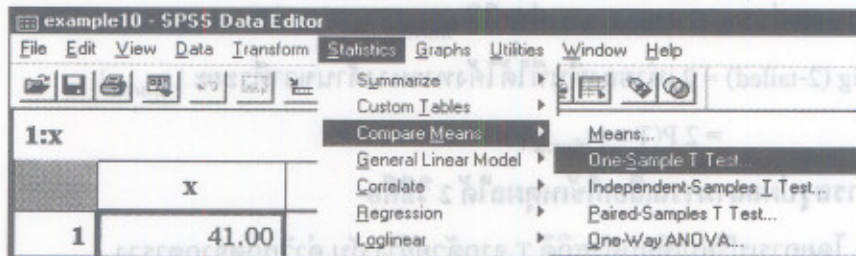 example10 - SPSS Data Editor
File Edit View Data Transform Statistics Graphs Utilities Window Help
Summarize
Custom Tables
Compare Means
General Linear Model
Correlate
Regression
Loglinear
Means...
One-Sample T Test...
Independent-Samples T Test...
Paired-Samples T Test...
One-Way ANOVA...
1:x
x
1 41.00